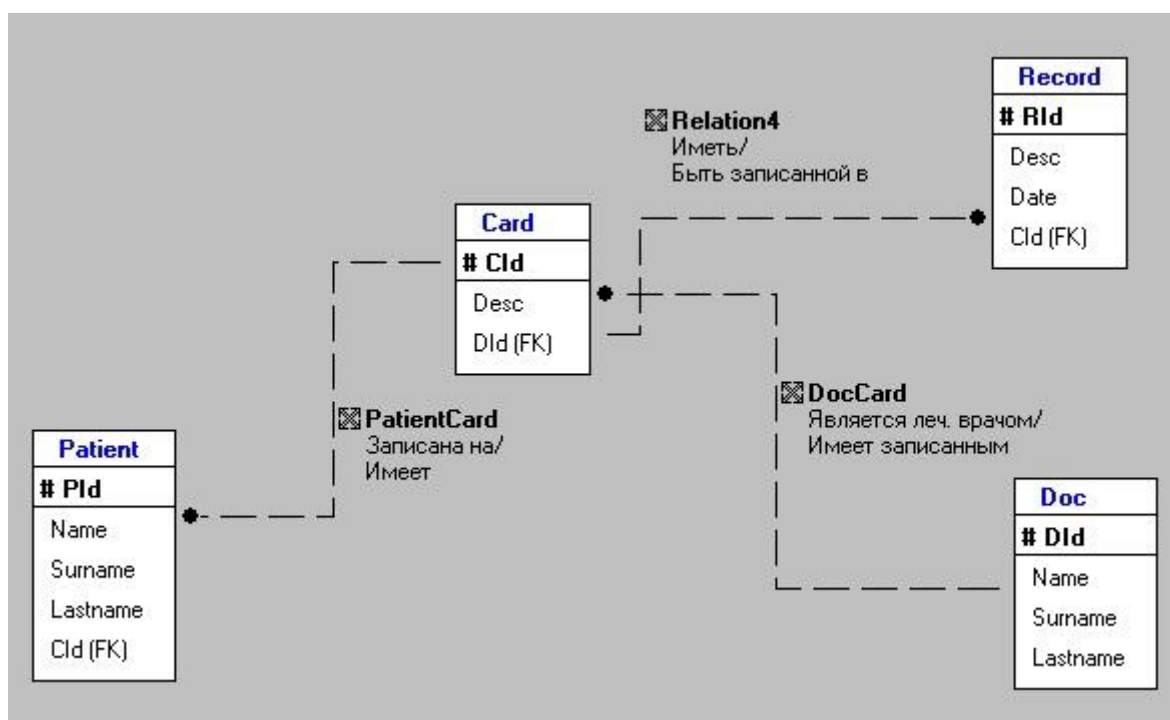 Record
# RId
Desc
Date
CId (FK)
Relation4
Иметь/
Быть записанной в
Card
# CId
Desc
DId (FK)
PatientCard
Записана на/
Имеет
DocCard
Является леч. врачом/
Имеет записанным
Patient
# PId
Name
Surname
Lastname
CId (FK)
Doc
# DId
Name
Surname
Lastname